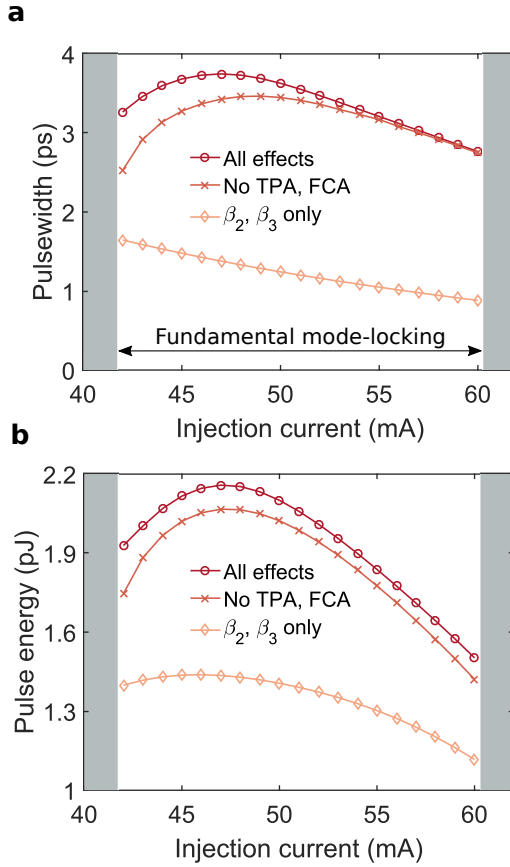 a
4
3
2
1
0
Pulsewidth (ps)
All effects
No TPA, FCA
β₂, β₃ only
Fundamental mode-locking
40 45 50 55 60
Injection current (mA)
b
2.2
1.9
1.6
1.3
1
Pulse energy (pJ)
All effects
No TPA, FCA
β₂, β₃ only
40 45 50 55 60
Injection current (mA)